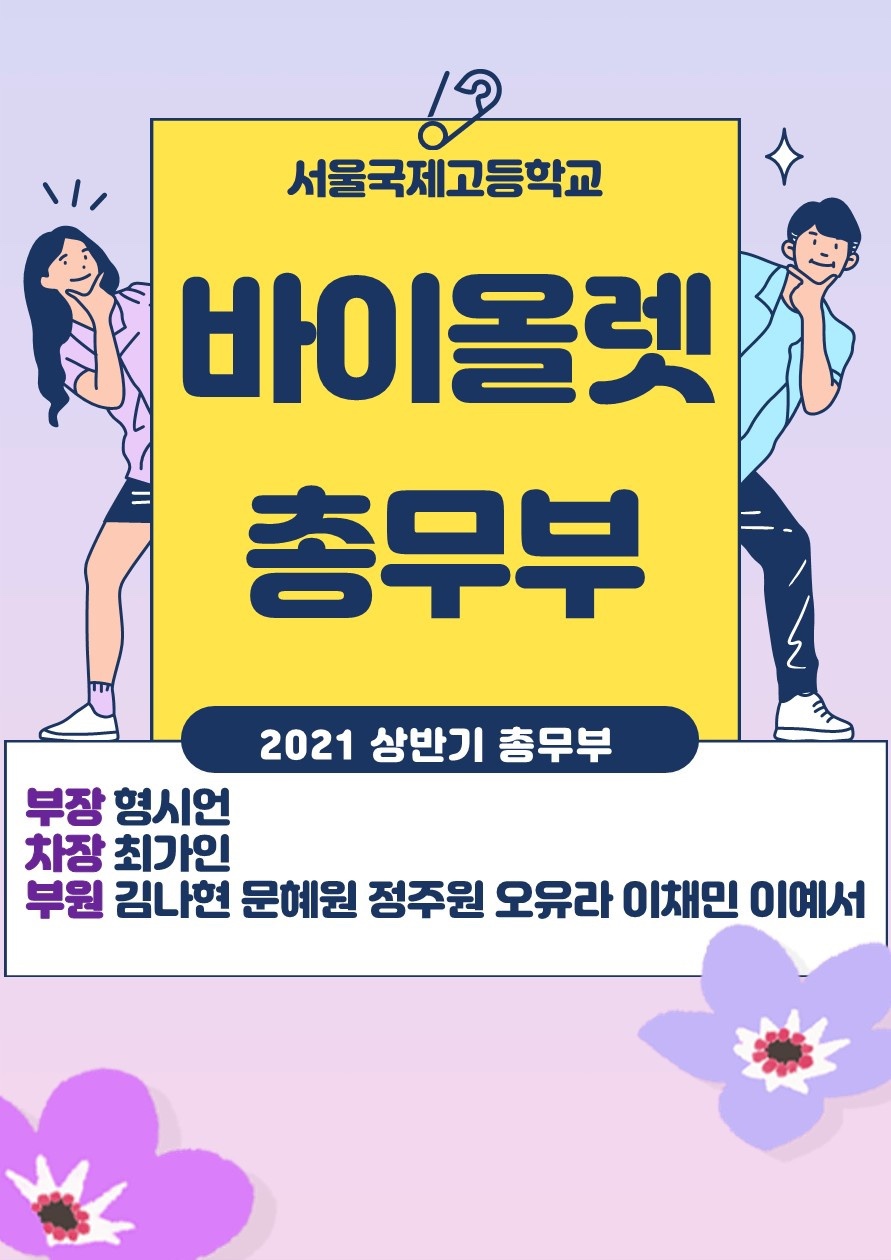 서울국제고등학교
바이올렛
총무부
2021 상반기 총무부
부장 형시언
차장 최가인
부원 김나현 문혜원 정주원 오유라 이채민 이예서